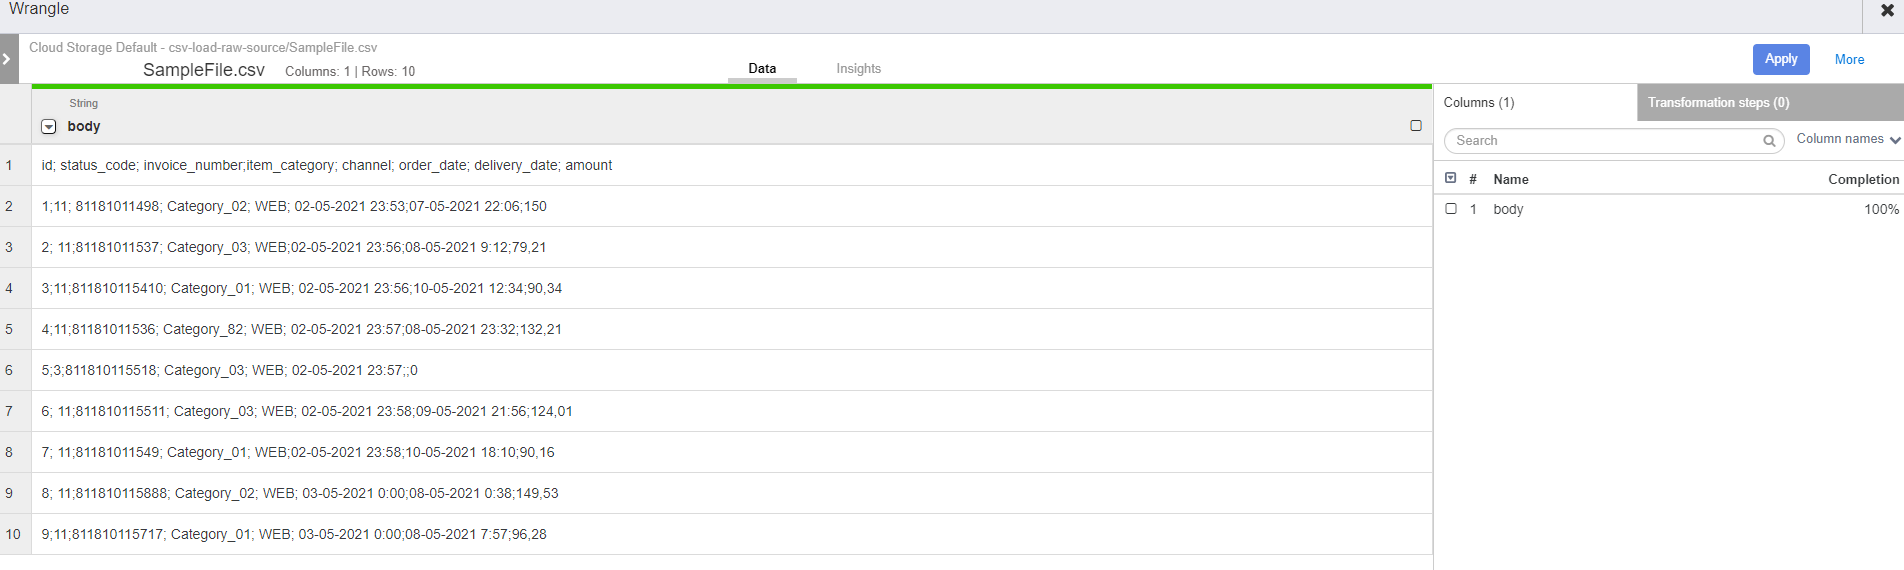 Wrangle
Cloud Storage Default - csv-load-raw-source/SampleFile.csv
SampleFile.csv Columns: 1 | Rows: 10 Data Insights Apply More
String
body
1 id; status_code; invoice_number;item_category; channel; order_date; delivery_date; amount
2 1;11; 81181011498; Category_02; WEB; 02-05-2021 23:53;07-05-2021 22:06;150
3 2; 11;81181011537; Category_03; WEB;02-05-2021 23:56;08-05-2021 9:12;79,21
4 3;11;811810115410; Category_01; WEB; 02-05-2021 23:56;10-05-2021 12:34;90,34
5 4;11;81181011536; Category_82; WEB; 02-05-2021 23:57;08-05-2021 23:32;132,21
6 5;3;811810115518; Category_03; WEB; 02-05-2021 23:57;;0
7 6; 11;811810115511; Category_03; WEB; 02-05-2021 23:58;09-05-2021 21:56;124,01
8 7; 11;81181011549; Category_01; WEB;02-05-2021 23:58;10-05-2021 18:10;90,16
9 8; 11;811810115888; Category_02; WEB; 03-05-2021 0:00;08-05-2021 0:38;149,53
10 9;11;811810115717; Category_01; WEB; 03-05-2021 0:00;08-05-2021 7:57;96,28
Columns (1) Transformation steps (0)
Search Column names
# Name Completion
1 body 100%